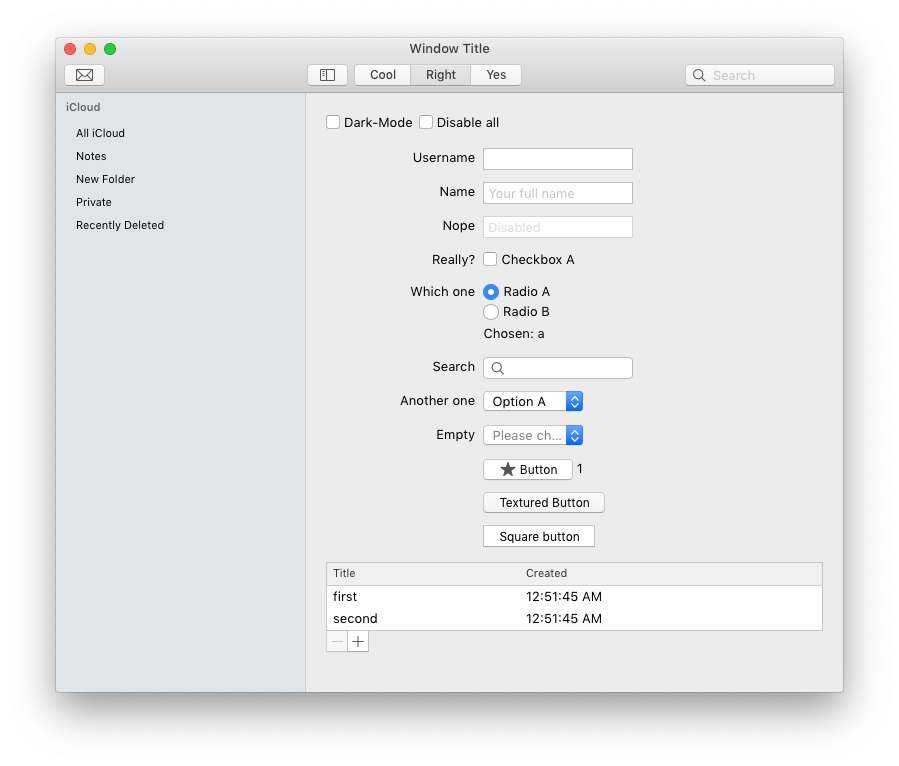 Window Title
Cool Right Yes Search
iCloud
All iCloud
Notes
New Folder
Private
Recently Deleted
Dark-Mode Disable all
Username
Name Your full name
Nope Disabled
Really? Checkbox A
Which one Radio A
Radio B
Chosen: a
Search
Another one Option A
Empty Please ch...
Button 1
Textured Button
Square button
Title Created
first 12:51:45 AM
second 12:51:45 AM